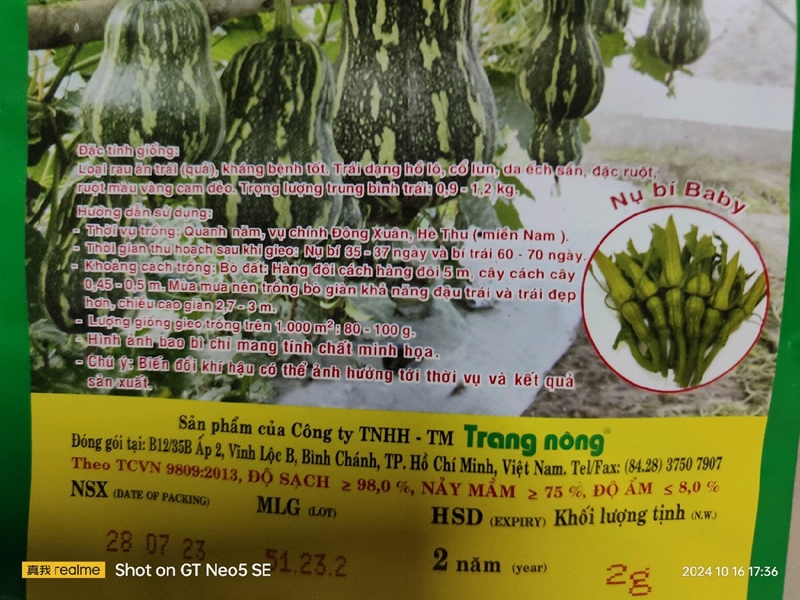 Đặc tính giống:
Loại rau ăn trái (quả), kháng bệnh tốt. Trái dạng hồ lô, cổ lùn, da ếch sần, đặc ruột,
ruột màu vàng cam dẻo. Trọng lượng trung bình trái: 0,9 - 1,2 kg.
Hướng dẫn sử dụng:
- Thời vụ trồng: Quanh năm, vụ chính Đông Xuân, Hè Thu ( miền Nam ).
- Thời gian thu hoạch sau khi gieo: Nụ bí 35 - 37 ngày và bí trái 60 - 70 ngày.
- Khoảng cách trồng: Bò đất: Hàng đôi cách hàng đôi 5 m, cây cách cây
0,45 - 0.5 m. Mùa mưa nên trồng bò giàn khả năng đậu trái và trái đẹp
hơn, chiều cao giàn 2,7 - 3 m.
- Lượng giống gieo trồng trên 1.000 m²: 80 - 100 g.
- Hình ảnh bao bì chỉ mang tính chất minh họa.
- Chú ý: Biến đổi khí hậu có thể ảnh hưởng tới thời vụ và kết quả
sản xuất.
Nụ bí Baby
Sản phẩm của Công ty TNHH - TM Trang nông®
Đóng gói tại: B12/35B Ấp 2, Vĩnh Lộc B, Bình Chánh, TP. Hồ Chí Minh, Việt Nam. Tel/Fax: (84.28) 3750 7907
Theo TCVN 9809:2013, ĐỘ SẠCH ≥ 98,0 %, NẢY MẦM ≥ 75 %, ĐỘ ẨM ≤ 8,0 %
NSX (DATE OF PACKING) MLG (LOT) HSD (EXPIRY) Khối lượng tịnh (N.W.)
28 07 23 51.23.2 2 năm (year) 2g
真我 realme Shot on GT Neo5 SE 2024 10 16 17:36